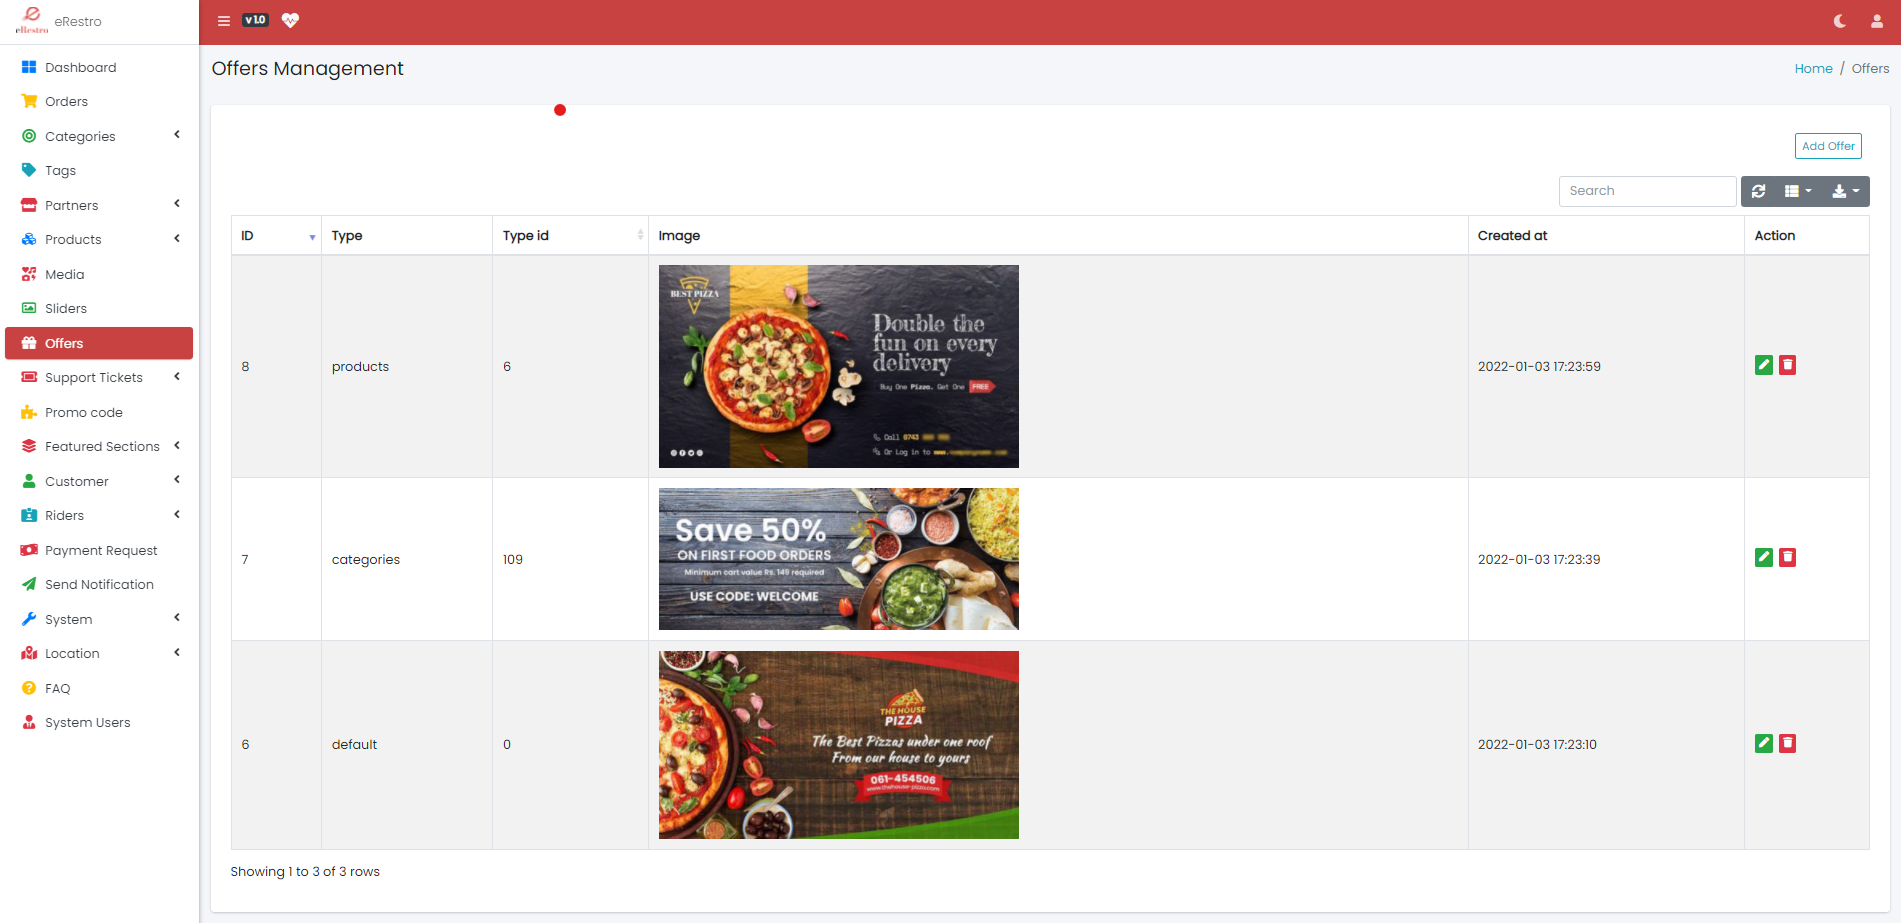 eRestro
eRestro
v 1.0
Dashboard
Orders
Categories
Tags
Partners
Products
Media
Sliders
Offers
Support Tickets
Promo code
Featured Sections
Customer
Riders
Payment Request
Send Notification
System
Location
FAQ
System Users
Offers Management
Home / Offers
Add Offer
Search
ID Type Type id Image Created at Action
8 products 6 2022-01-03 17:23:59
BEST PIZZA
Double the
fun on every
delivery
Buy One Pizza. Get One FREE
Call 0743
Or Log in to
7 categories 109 2022-01-03 17:23:39
Save 50%
ON FIRST FOOD ORDERS
Minimum cart value Rs. 149 required
USE CODE: WELCOME
6 default 0 2022-01-03 17:23:10
THE HOUSE
PIZZA
The Best Pizzas under one roof
From our house to yours
061-454506
www.thehouse-pizza.com
Showing 1 to 3 of 3 rows